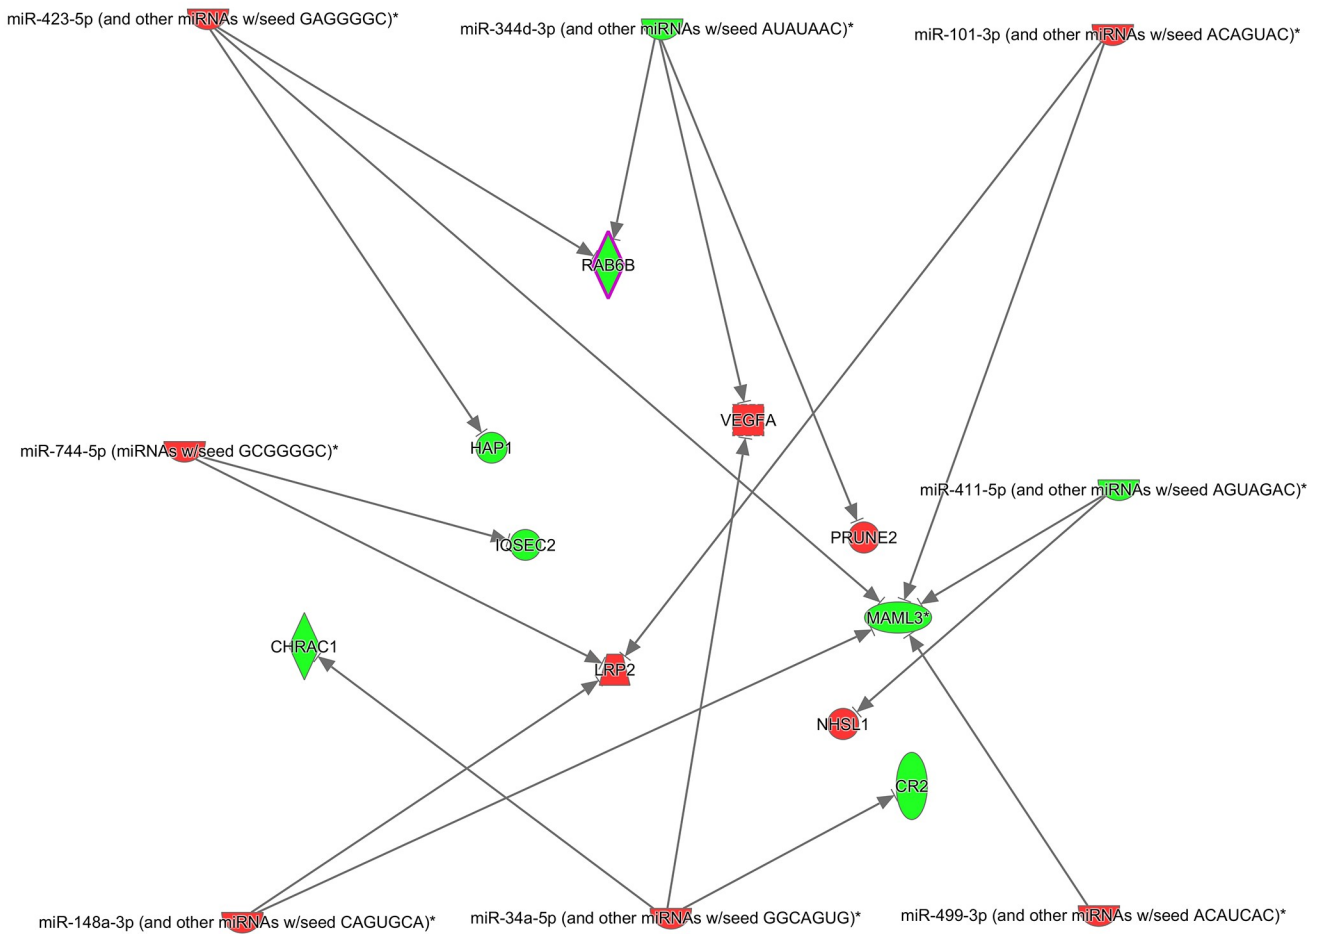 miR-423-5p (and other miRNAs w/seed GAGGGGC)*
miR-344d-3p (and other miRNAs w/seed AUAUAAC)*
miR-101-3p (and other miRNAs w/seed ACAGUAC)*
RAB6B
VEGFA
HAP1
miR-744-5p (miRNAs w/seed GCGGGGC)*
miR-411-5p (and other miRNAs w/seed AGUAGAC)*
PRUNE2
IQSEC2
MAML3*
CHRAC1
LRP2
NHSL1
CR2
miR-148a-3p (and other miRNAs w/seed CAGUGCA)*
miR-34a-5p (and other miRNAs w/seed GGCAGUG)*
miR-499-3p (and other miRNAs w/seed ACAUCAC)*